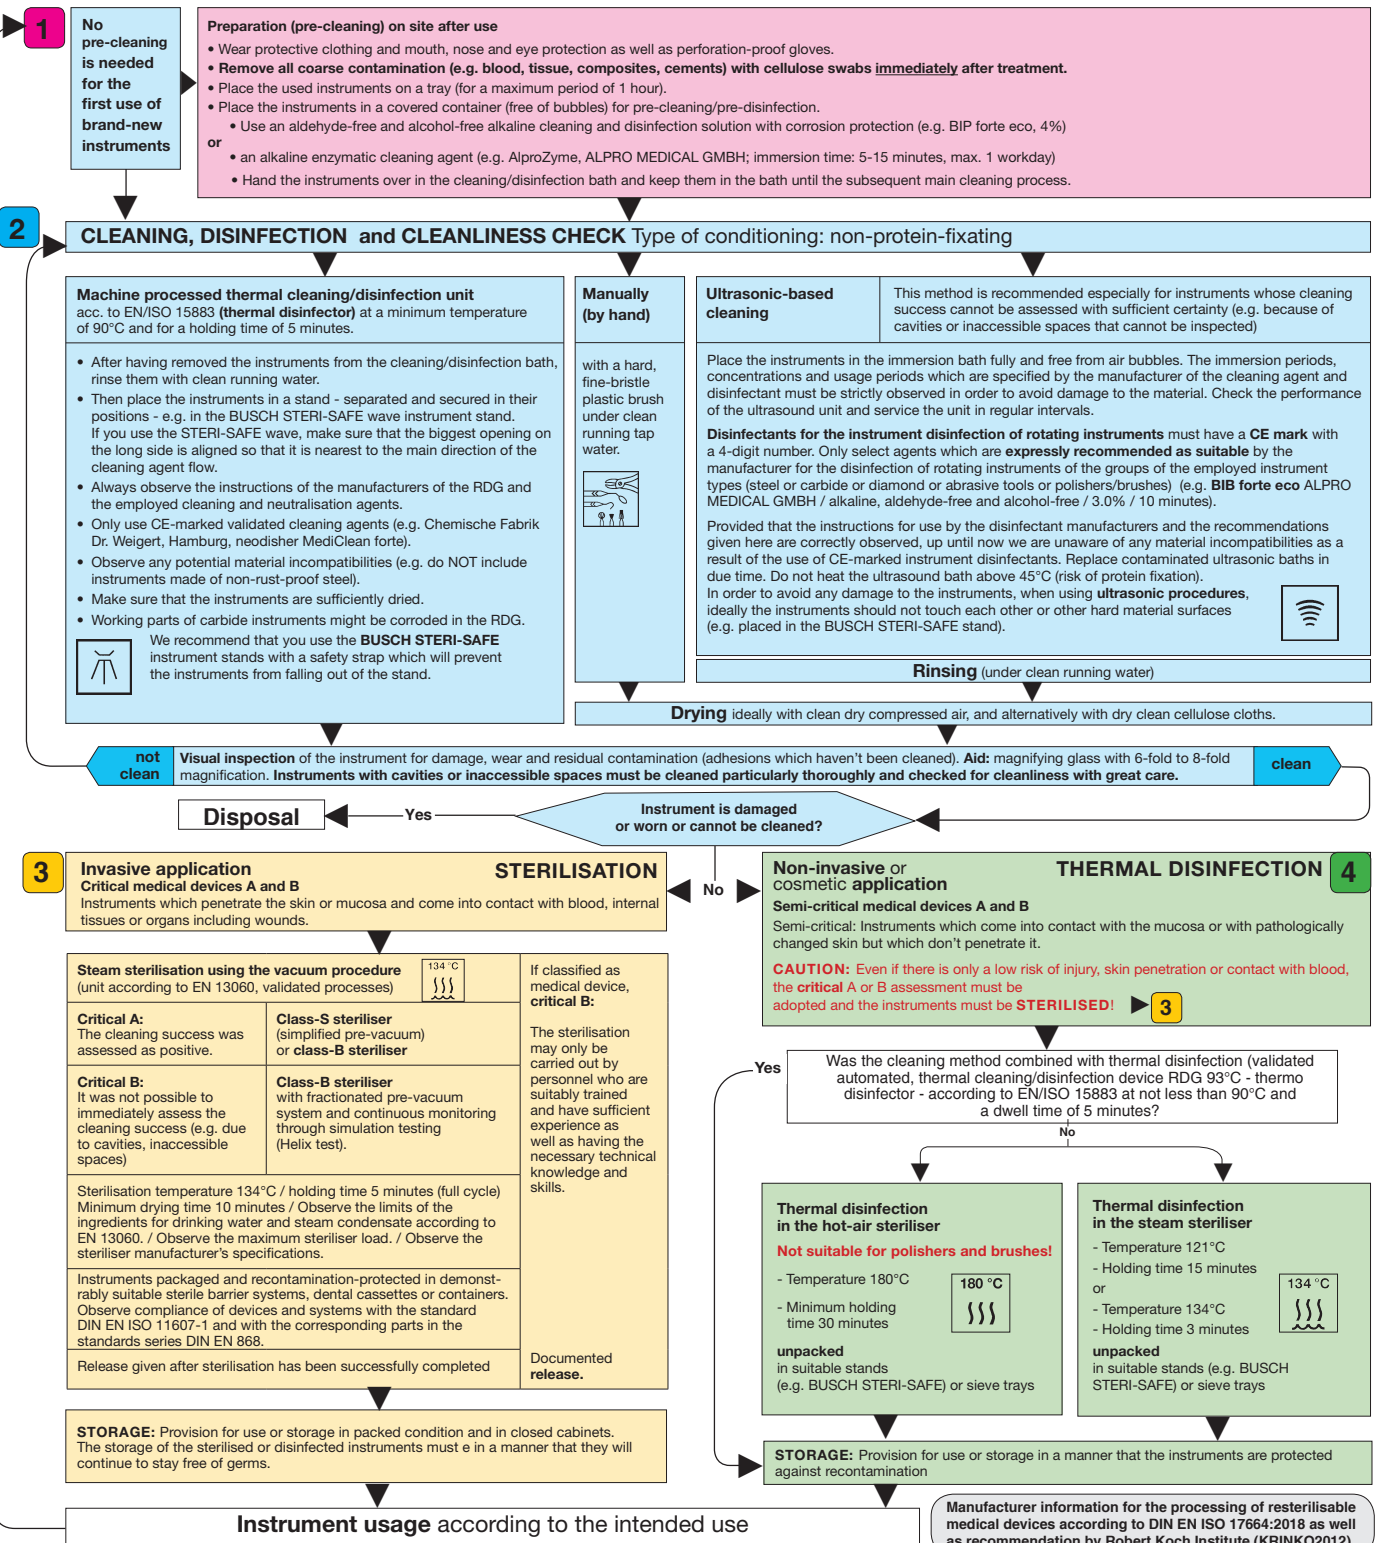 1
No
pre-cleaning
is needed
for the
first use of
brand-new
instruments
Preparation (pre-cleaning) on site after use
• Wear protective clothing and mouth, nose and eye protection as well as perforation-proof gloves.
• Remove all coarse contamination (e.g. blood, tissue, composites, cements) with cellulose swabs immediately after treatment.
• Place the used instruments on a tray (for a maximum period of 1 hour).
• Place the instruments in a covered container (free of bubbles) for pre-cleaning/pre-disinfection.
• Use an aldehyde-free and alcohol-free alkaline cleaning and disinfection solution with corrosion protection (e.g. BIP forte eco, 4%)
or
• an alkaline enzymatic cleaning agent (e.g. AlproZyme, ALPRO MEDICAL GMBH; immersion time: 5-15 minutes, max. 1 workday)
• Hand the instruments over in the cleaning/disinfection bath and keep them in the bath until the subsequent main cleaning process.
2
CLEANING, DISINFECTION and CLEANLINESS CHECK Type of conditioning: non-protein-fixating
Machine processed thermal cleaning/disinfection unit
acc. to EN/ISO 15883 (thermal disinfector) at a minimum temperature
of 90°C and for a holding time of 5 minutes.
• After having removed the instruments from the cleaning/disinfection bath,
rinse them with clean running water.
• Then place the instruments in a stand - separated and secured in their
positions - e.g. in the BUSCH STERI-SAFE wave instrument stand.
If you use the STERI-SAFE wave, make sure that the biggest opening on
the long side is aligned so that it is nearest to the main direction of the
cleaning agent flow.
• Always observe the instructions of the manufacturers of the RDG and
the employed cleaning and neutralisation agents.
• Only use CE-marked validated cleaning agents (e.g. Chemische Fabrik
Dr. Weigert, Hamburg, neodisher MediClean forte).
• Observe any potential material incompatibilities (e.g. do NOT include
instruments made of non-rust-proof steel).
• Make sure that the instruments are sufficiently dried.
• Working parts of carbide instruments might be corroded in the RDG.
We recommend that you use the BUSCH STERI-SAFE
instrument stands with a safety strap which will prevent
the instruments from falling out of the stand.
Manually
(by hand)
with a hard,
fine-bristle
plastic brush
under clean
running tap
water.
Ultrasonic-based
cleaning
This method is recommended especially for instruments whose cleaning
success cannot be assessed with sufficient certainty (e.g. because of
cavities or inaccessible spaces that cannot be inspected)
Place the instruments in the immersion bath fully and free from air bubbles. The immersion periods,
concentrations and usage periods which are specified by the manufacturer of the cleaning agent and
disinfectant must be strictly observed in order to avoid damage to the material. Check the performance
of the ultrasound unit and service the unit in regular intervals.
Disinfectants for the instrument disinfection of rotating instruments must have a CE mark with
a 4-digit number. Only select agents which are expressly recommended as suitable by the
manufacturer for the disinfection of rotating instruments of the groups of the employed instrument
types (steel or carbide or diamond or abrasive tools or polishers/brushes) (e.g. BIB forte eco ALPRO
MEDICAL GMBH / alkaline, aldehyde-free and alcohol-free / 3.0% / 10 minutes).
Provided that the instructions for use by the disinfectant manufacturers and the recommendations
given here are correctly observed, up until now we are unaware of any material incompatibilities as a
result of the use of CE-marked instrument disinfectants. Replace contaminated ultrasonic baths in
due time. Do not heat the ultrasound bath above 45°C (risk of protein fixation).
In order to avoid any damage to the instruments, when using ultrasonic procedures,
ideally the instruments should not touch each other or other hard material surfaces
(e.g. placed in the BUSCH STERI-SAFE stand).
Rinsing (under clean running water)
Drying ideally with clean dry compressed air, and alternatively with dry clean cellulose cloths.
not
clean
Visual inspection of the instrument for damage, wear and residual contamination (adhesions which haven't been cleaned). Aid: magnifying glass with 6-fold to 8-fold
magnification. Instruments with cavities or inaccessible spaces must be cleaned particularly thoroughly and checked for cleanliness with great care.
clean
Disposal
Yes
Instrument is damaged
or worn or cannot be cleaned?
No
3
Invasive application
STERILISATION
Critical medical devices A and B
Instruments which penetrate the skin or mucosa and come into contact with blood, internal
tissues or organs including wounds.
Steam sterilisation using the vacuum procedure
(unit according to EN 13060, validated processes)
134 °C
Critical A:
The cleaning success was
assessed as positive.
Class-S steriliser
(simplified pre-vacuum)
or class-B steriliser
Critical B:
It was not possible to
immediately assess the
cleaning success (e.g. due
to cavities, inaccessible
spaces)
Class-B steriliser
with fractionated pre-vacuum
system and continuous monitoring
through simulation testing
(Helix test).
Sterilisation temperature 134°C / holding time 5 minutes (full cycle)
Minimum drying time 10 minutes / Observe the limits of the
ingredients for drinking water and steam condensate according to
EN 13060. / Observe the maximum steriliser load. / Observe the
steriliser manufacturer's specifications.
Instruments packaged and recontamination-protected in demonst-
rably suitable sterile barrier systems, dental cassettes or containers.
Observe compliance of devices and systems with the standard
DIN EN ISO 11607-1 and with the corresponding parts in the
standards series DIN EN 868.
Release given after sterilisation has been successfully completed
If classified as
medical device,
critical B:
The sterilisation
may only be
carried out by
personnel who are
suitably trained
and have sufficient
experience as
well as having the
necessary technical
knowledge and
skills.
Documented
release.
STORAGE: Provision for use or storage in packed condition and in closed cabinets.
The storage of the sterilised or disinfected instruments must e in a manner that they will
continue to stay free of germs.
Non-invasive or
cosmetic application
THERMAL DISINFECTION
4
Semi-critical medical devices A and B
Semi-critical: Instruments which come into contact with the mucosa or with pathologically
changed skin but which don't penetrate it.
CAUTION: Even if there is only a low risk of injury, skin penetration or contact with blood,
the critical A or B assessment must be
adopted and the instruments must be STERILISED!
3
Yes
Was the cleaning method combined with thermal disinfection (validated
automated, thermal cleaning/disinfection device RDG 93°C - thermo
disinfector - according to EN/ISO 15883 at not less than 90°C and
a dwell time of 5 minutes?
No
Thermal disinfection
in the hot-air steriliser
Not suitable for polishers and brushes!
- Temperature 180°C
- Minimum holding
time 30 minutes
180 °C
unpacked
in suitable stands
(e.g. BUSCH STERI-SAFE) or sieve trays
Thermal disinfection
in the steam steriliser
- Temperature 121°C
- Holding time 15 minutes
or
- Temperature 134°C
- Holding time 3 minutes
134 °C
unpacked
in suitable stands (e.g. BUSCH
STERI-SAFE) or sieve trays
STORAGE: Provision for use or storage in a manner that the instruments are protected
against recontamination
Instrument usage according to the intended use
Manufacturer information for the processing of resterilisable
medical devices according to DIN EN ISO 17664:2018 as well
as recommendation by Robert Koch Institute (KRINKO2012)